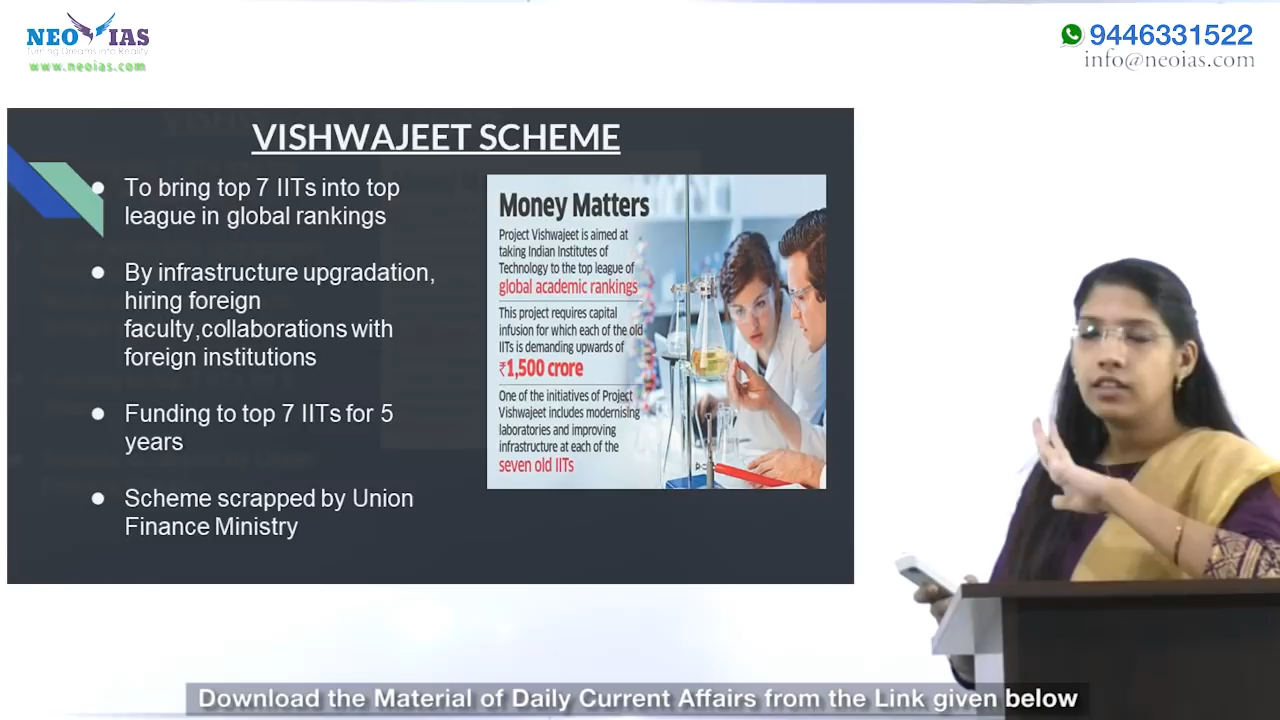 NEO IAS
Turning Dreams into Reality
www.neoias.com
9446331522
info@neoias.com
VISHWAJEET SCHEME
● To bring top 7 IITs into top
league in global rankings
● By infrastructure upgradation,
hiring foreign
faculty,collaborations with
foreign institutions
● Funding to top 7 IITs for 5
years
● Scheme scrapped by Union
Finance Ministry
Money Matters
Project Vishwajeet is aimed at
taking Indian Institutes of
Technology to the top league of
global academic rankings
This project requires capital
infusion for which each of the old
IITs is demanding upwards of
₹1,500 crore
One of the initiatives of Project
Vishwajeet includes modernising
laboratories and improving
infrastructure at each of the
seven old IITs
Download the Material of Daily Current Affairs from the Link given below